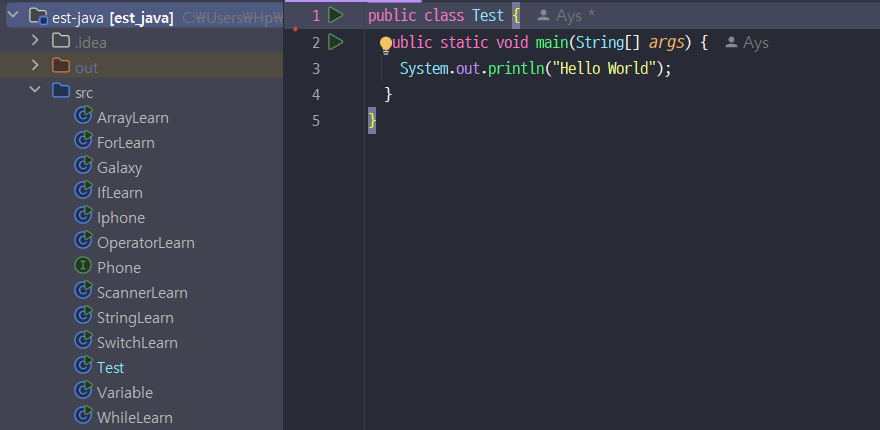 est-java [est_java] C:₩Users₩Hp₩
.idea
out
src
ArrayLearn
ForLearn
Galaxy
IfLearn
Iphone
OperatorLearn
Phone
ScannerLearn
StringLearn
SwitchLearn
Test
Variable
WhileLearn
1 public class Test { Ays *
2 ublic static void main(String[] args) { Ays
3 System.out.println("Hello World");
4 }
5 }